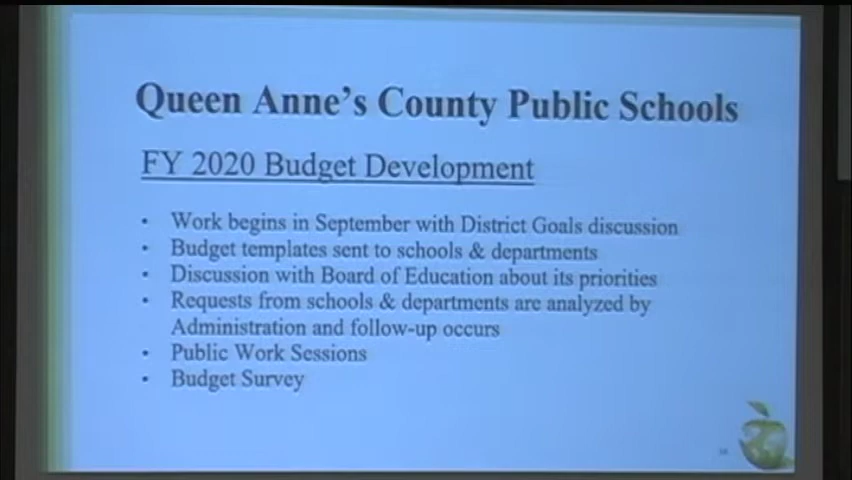 Queen Anne's County Public Schools
FY 2020 Budget Development
• Work begins in September with District Goals discussion
• Budget templates sent to schools & departments
• Discussion with Board of Education about its priorities
• Requests from schools & departments are analyzed by
Administration and follow-up occurs
• Public Work Sessions
• Budget Survey